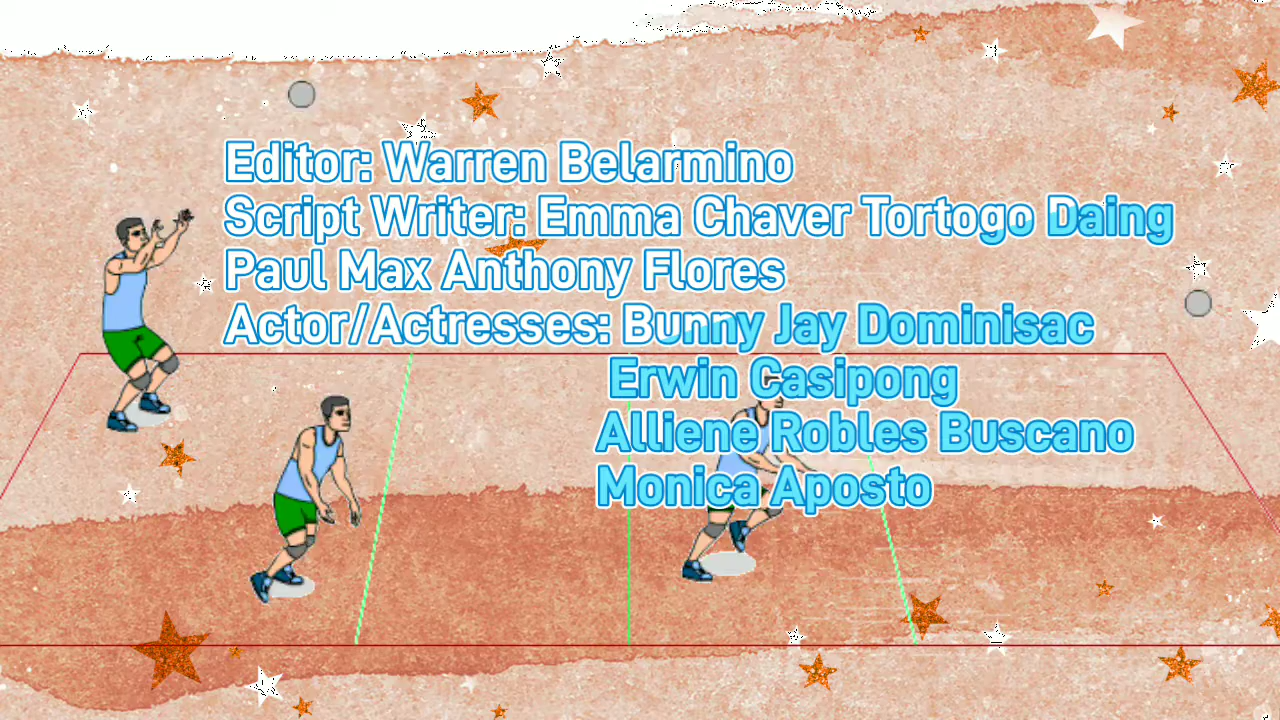 Editor: Warren Belarmino
Script Writer: Emma Chaver Tortogo Daing
Paul Max Anthony Flores
Actor/Actresses: Bunny Jay Dominisac
Erwin Casipong
Alliene Robles Buscano
Monica Aposto